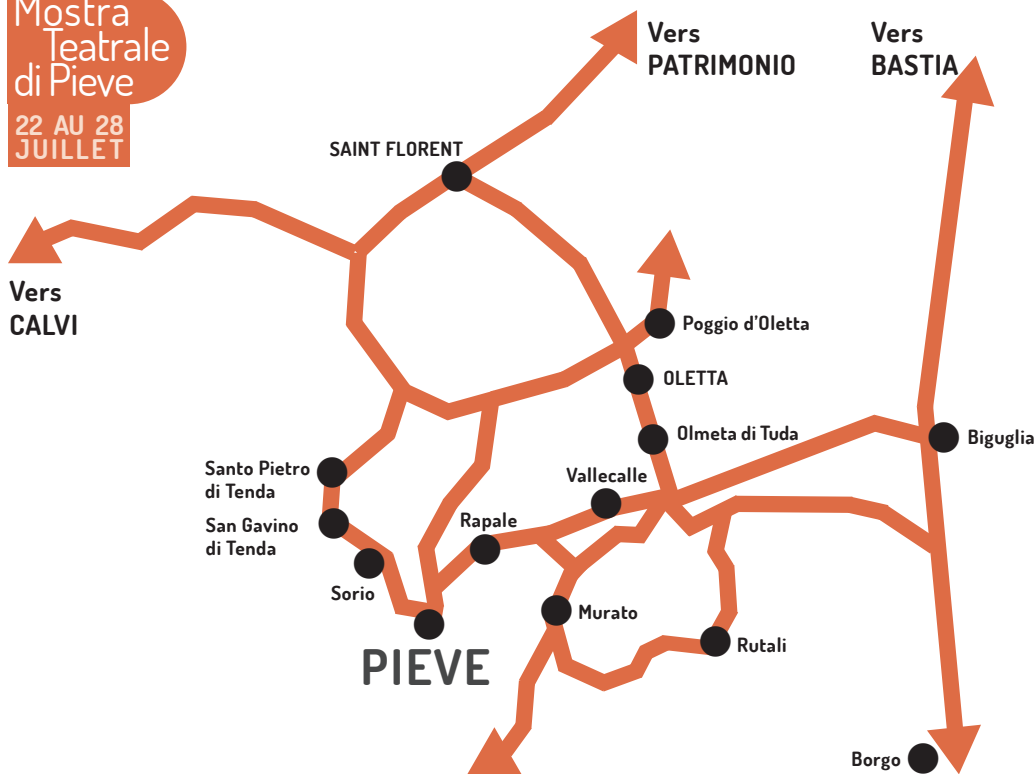 Mostra
Teatrale
di Pieve
22 AU 28
JUILLET
Vers
PATRIMONIO
Vers
BASTIA
SAINT FLORENT
Vers
CALVI
Poggio d'Oletta
OLETTA
Olmeta di Tuda
Biguglia
Santo Pietro
di Tenda
Vallecalle
San Gavino
di Tenda
Rapale
Sorio
Murato
Rutali
PIEVE
Borgo